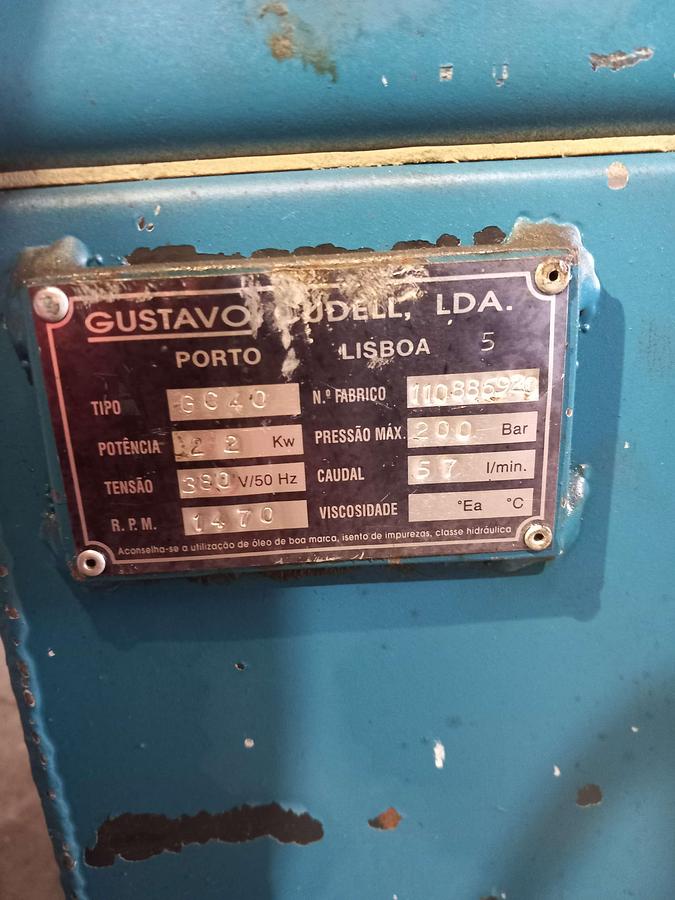 GUSTAVO CUDELL, LDA.
PORTO LISBOA 5
TIPO GC40 N.º FABRICO
POTÊNCIA 22 Kw PRESSÃO MÁX. 200 Bar
TENSÃO 380 V/50 Hz CAUDAL 57 l/min.
R. P. M. 1470 VISCOSIDADE °Ea °C
Aconselha-se a utilização de óleo de boa marca, isento de impurezas, classe hidráulica